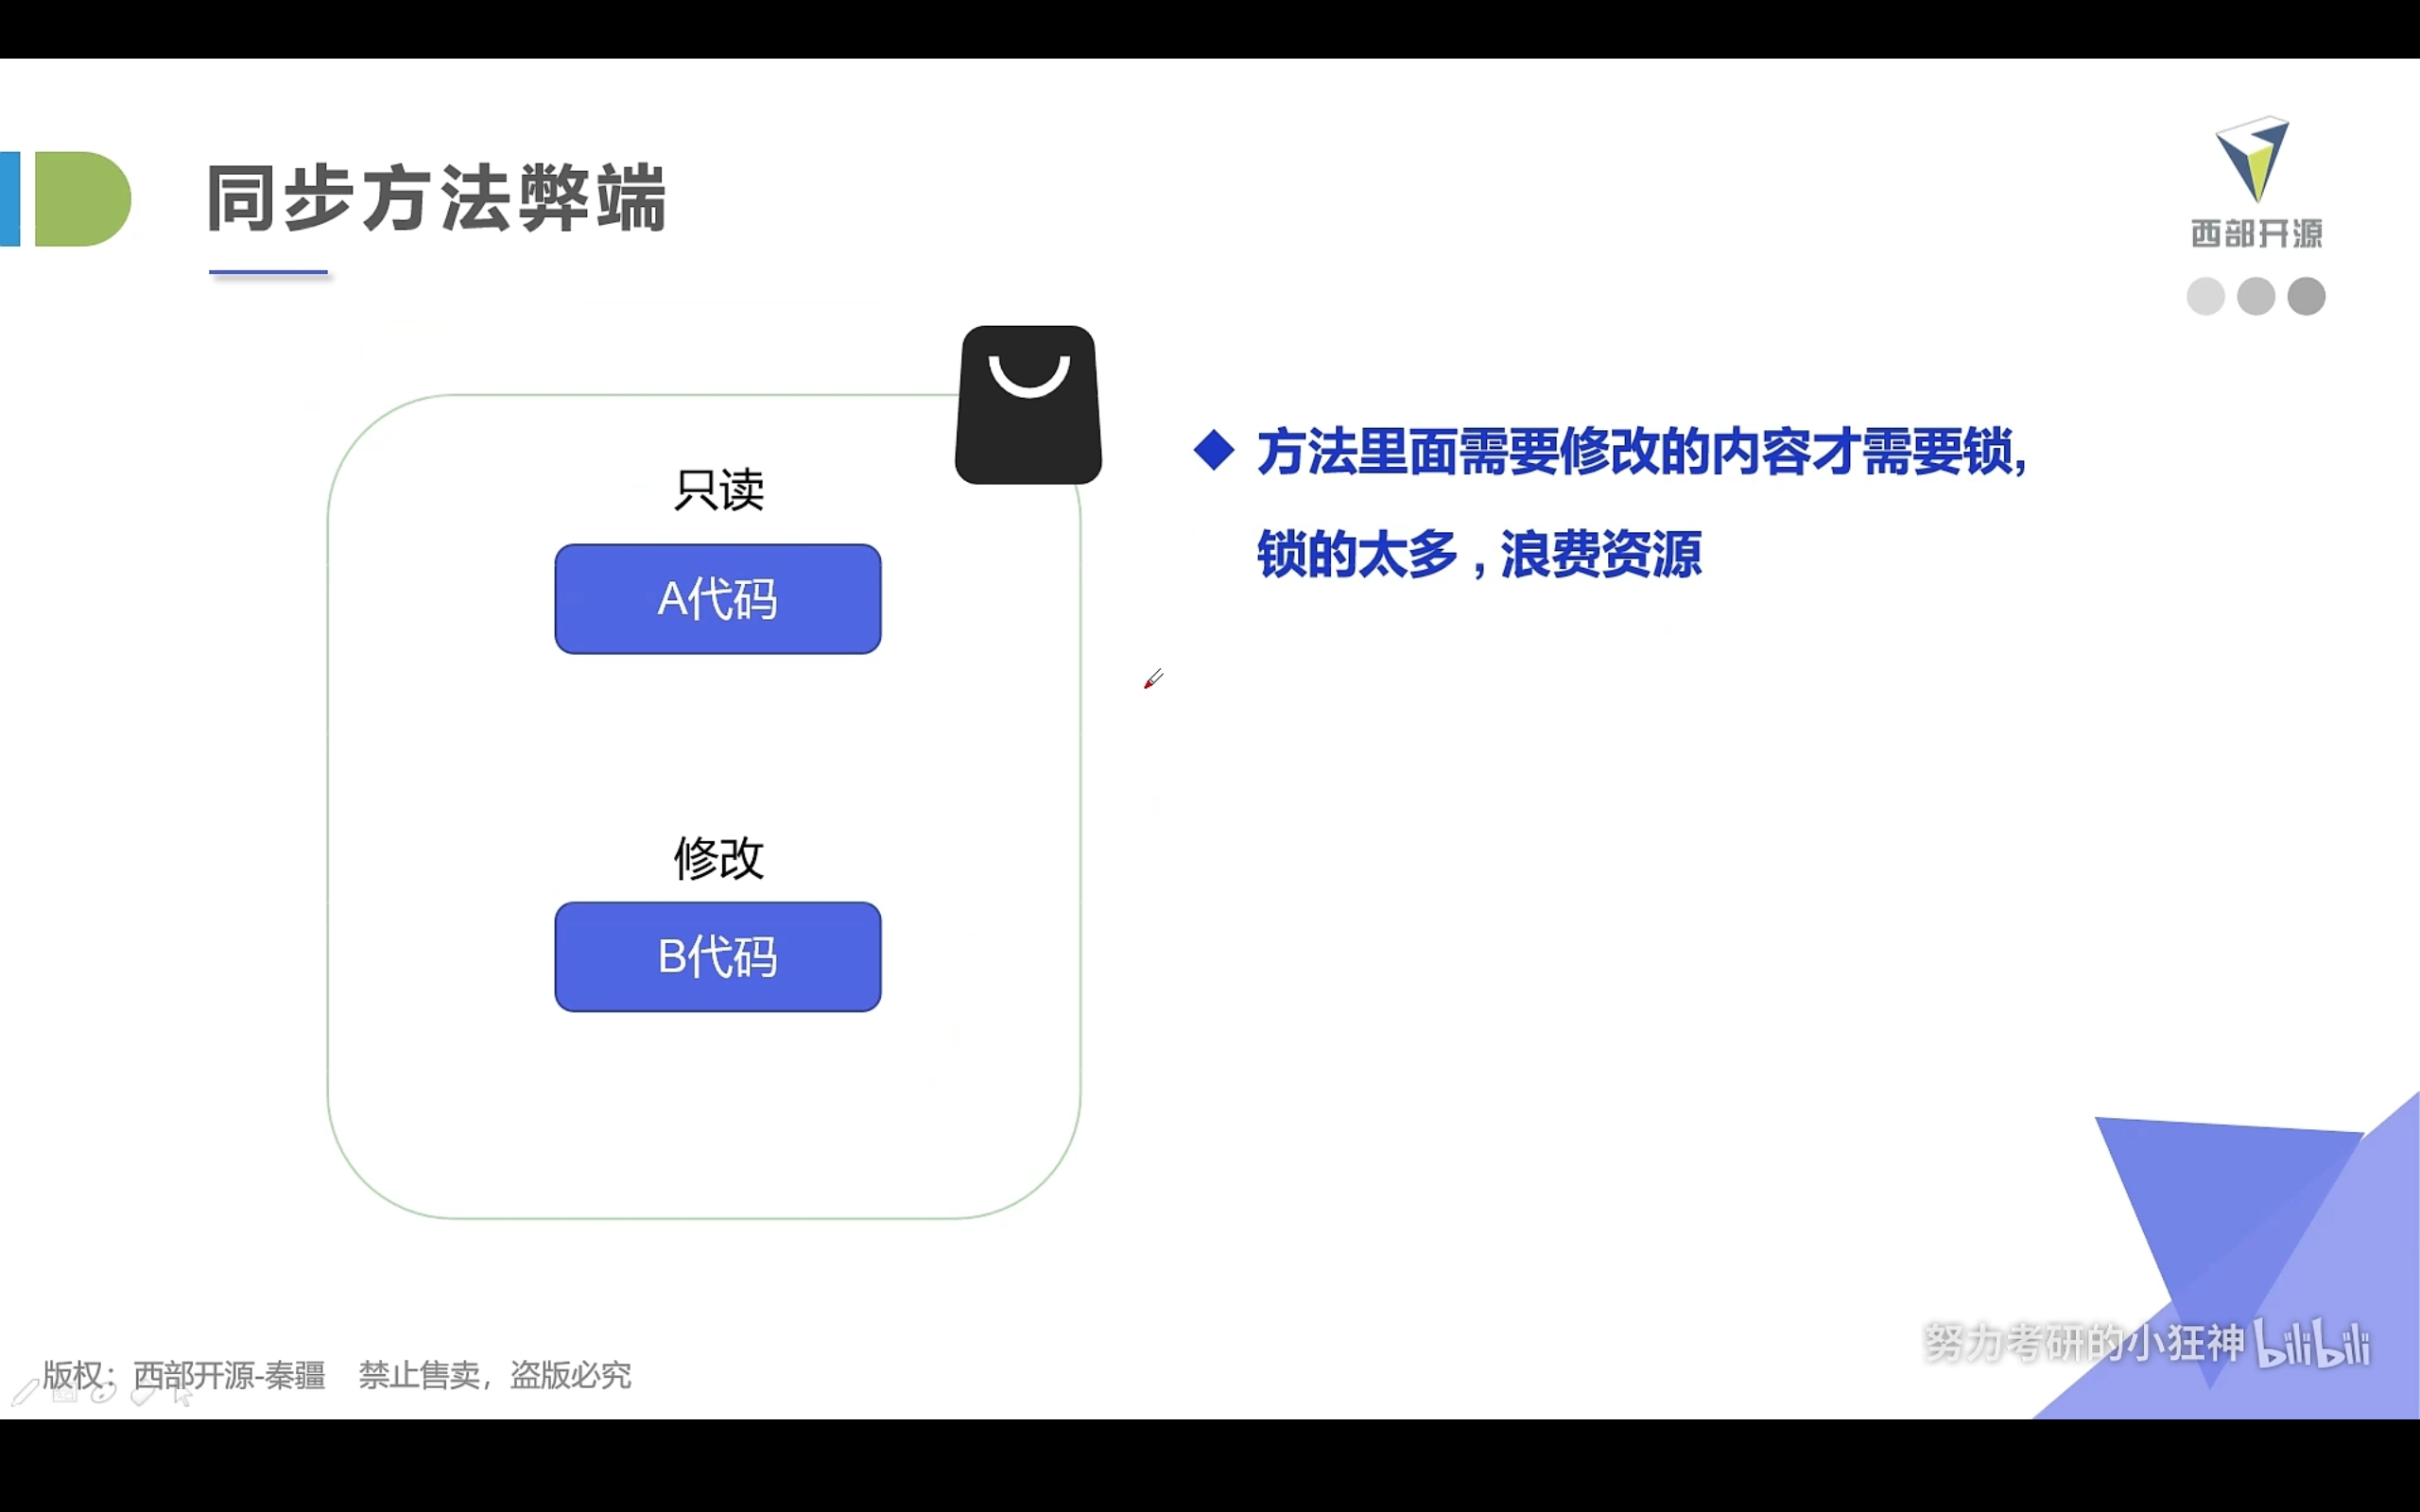 同步方法弊端
西部开源
方法里面需要修改的内容才需要锁,
锁的太多 , 浪费资源
只读
A代码
修改
B代码
努力考研的小狂神 bilibili
版权：西部开源-秦疆 禁止售卖，盗版必究